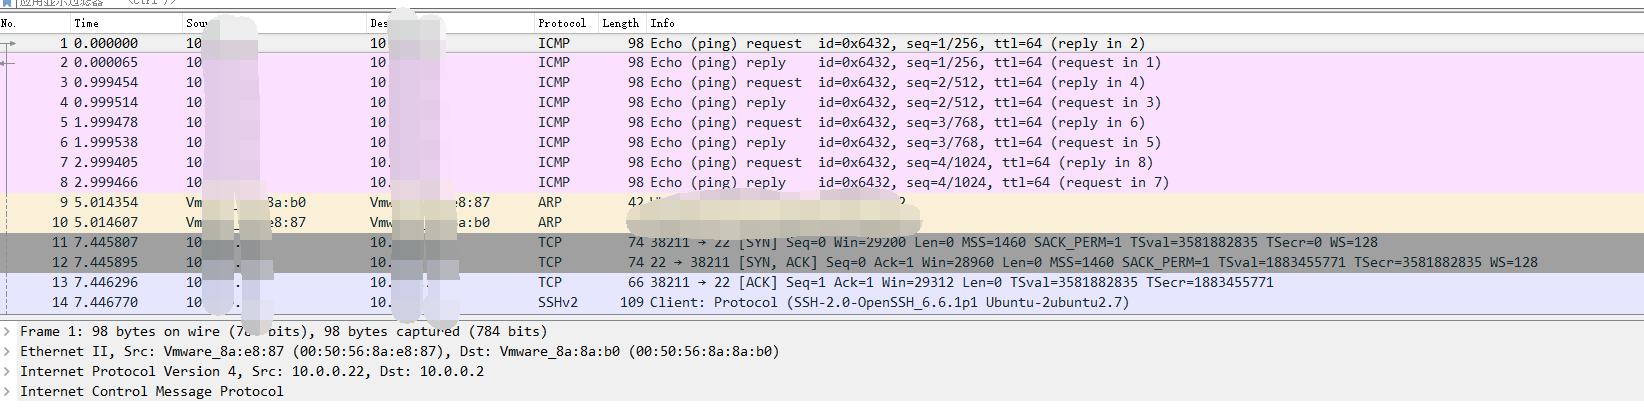 应用显示过滤器 <Ctrl-/>
No. Time Sou Des Protocol Length Info
1 0.000000 10 10. ICMP 98 Echo (ping) request id=0x6432, seq=1/256, ttl=64 (reply in 2)
2 0.000065 10 10. ICMP 98 Echo (ping) reply id=0x6432, seq=1/256, ttl=64 (request in 1)
3 0.999454 10 10. ICMP 98 Echo (ping) request id=0x6432, seq=2/512, ttl=64 (reply in 4)
4 0.999514 10 10. ICMP 98 Echo (ping) reply id=0x6432, seq=2/512, ttl=64 (request in 3)
5 1.999478 10 10. ICMP 98 Echo (ping) request id=0x6432, seq=3/768, ttl=64 (reply in 6)
6 1.999538 10 10. ICMP 98 Echo (ping) reply id=0x6432, seq=3/768, ttl=64 (request in 5)
7 2.999405 10 10. ICMP 98 Echo (ping) request id=0x6432, seq=4/1024, ttl=64 (reply in 8)
8 2.999466 10 10. ICMP 98 Echo (ping) reply id=0x6432, seq=4/1024, ttl=64 (request in 7)
9 5.014354 Vm 8a:b0 Vmw e8:87 ARP 42
10 5.014607 Vm e8:87 Vmw a:b0 ARP
11 7.445807 10 10. TCP 74 38211 → 22 [SYN] Seq=0 Win=29200 Len=0 MSS=1460 SACK_PERM=1 TSval=3581882835 TSecr=0 WS=128
12 7.445895 10 10. TCP 74 22 → 38211 [SYN, ACK] Seq=0 Ack=1 Win=28960 Len=0 MSS=1460 SACK_PERM=1 TSval=1883455771 TSecr=3581882835 WS=128
13 7.446296 10 10. TCP 66 38211 → 22 [ACK] Seq=1 Ack=1 Win=29312 Len=0 TSval=3581882835 TSecr=1883455771
14 7.446770 10 10. SSHv2 109 Client: Protocol (SSH-2.0-OpenSSH_6.6.1p1 Ubuntu-2ubuntu2.7)
Frame 1: 98 bytes on wire (784 bits), 98 bytes captured (784 bits)
Ethernet II, Src: Vmware_8a:e8:87 (00:50:56:8a:e8:87), Dst: Vmware_8a:8a:b0 (00:50:56:8a:8a:b0)
Internet Protocol Version 4, Src: 10.0.0.22, Dst: 10.0.0.2
Internet Control Message Protocol